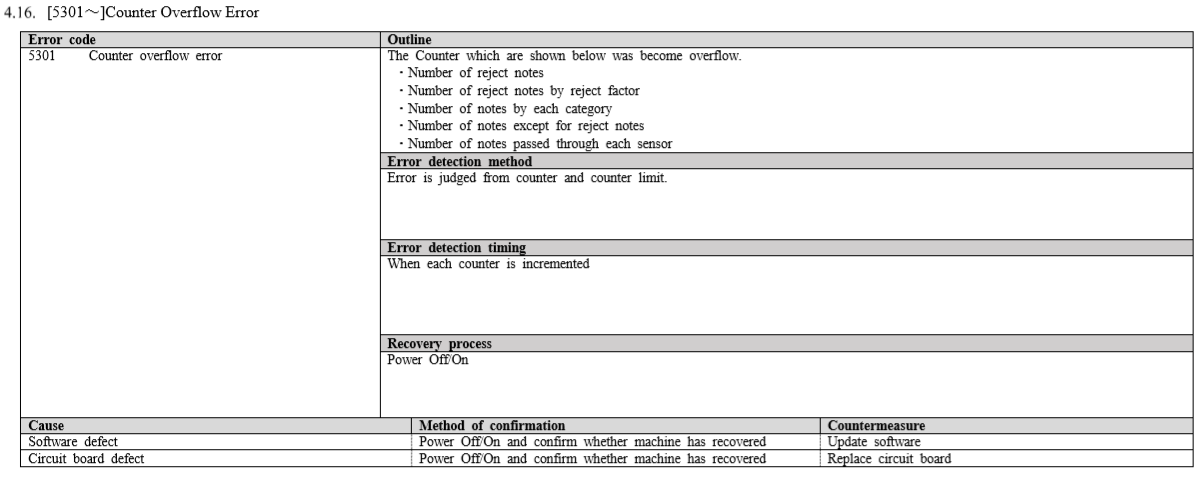 4.16. [5301～]Counter Overflow Error
Error code
Outline
5301 Counter overflow error
The Counter which are shown below was become overflow.
・Number of reject notes
・Number of reject notes by reject factor
・Number of notes by each category
・Number of notes except for reject notes
・Number of notes passed through each sensor
Error detection method
Error is judged from counter and counter limit.
Error detection timing
When each counter is incremented
Recovery process
Power Off/On
Cause Method of confirmation Countermeasure
Software defect Power Off/On and confirm whether machine has recovered Update software
Circuit board defect Power Off/On and confirm whether machine has recovered Replace circuit board